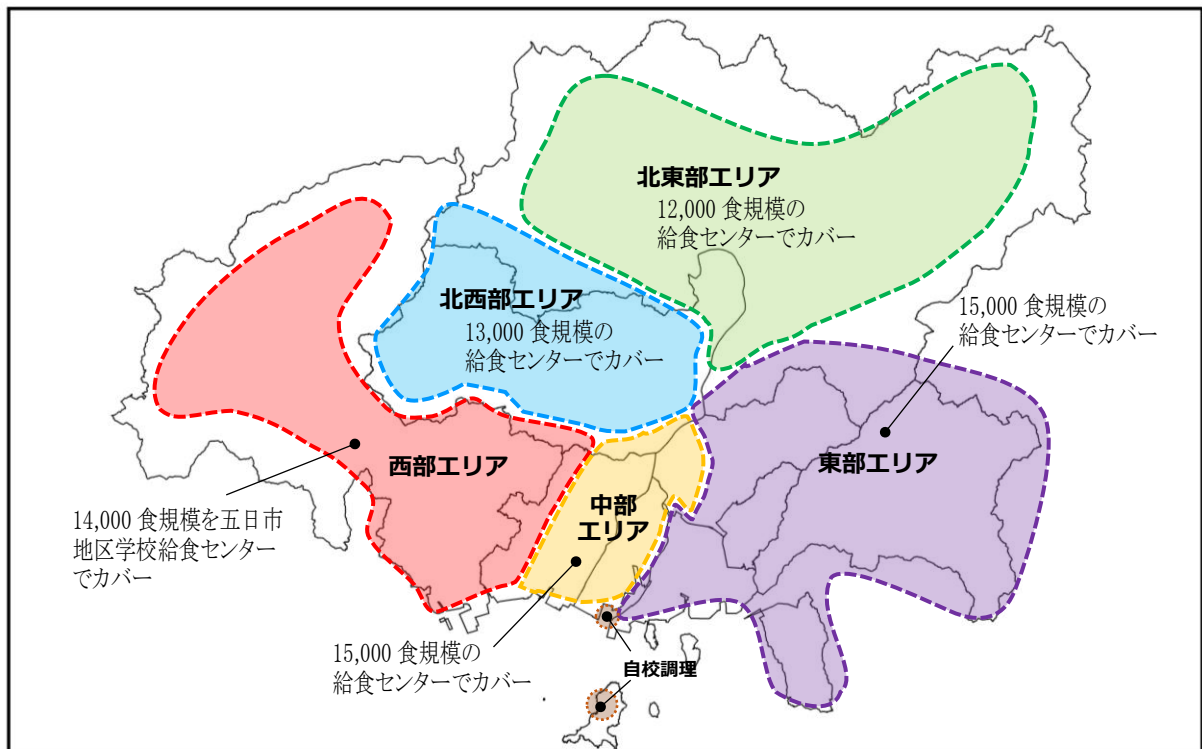 北東部エリア
12,000 食規模の
給食センターでカバー
北西部エリア
13,000 食規模の
給食センターでカバー
15,000 食規模の
給食センターでカバー
東部エリア
西部エリア
14,000 食規模を五日市
地区学校給食センター
でカバー
中部
エリア
15,000 食規模の
給食センターでカバー
自校調理